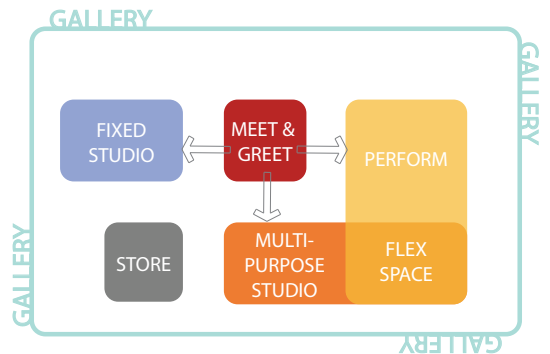 GALLERY
GALLERY
FIXED
STUDIO
MEET &
GREET
PERFORM
GALLERY
STORE
MULTI-
PURPOSE
STUDIO
FLEX
SPACE
GALLERY